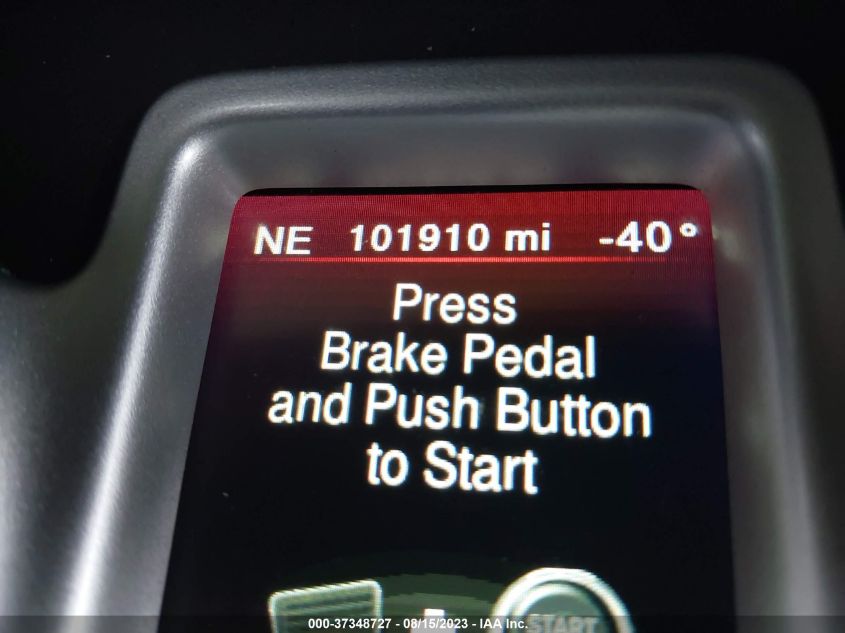 NE 101910 mi -40°
Press
Brake Pedal
and Push Button
to Start
START
000-37348727 - 08/15/2023 - IAA Inc.